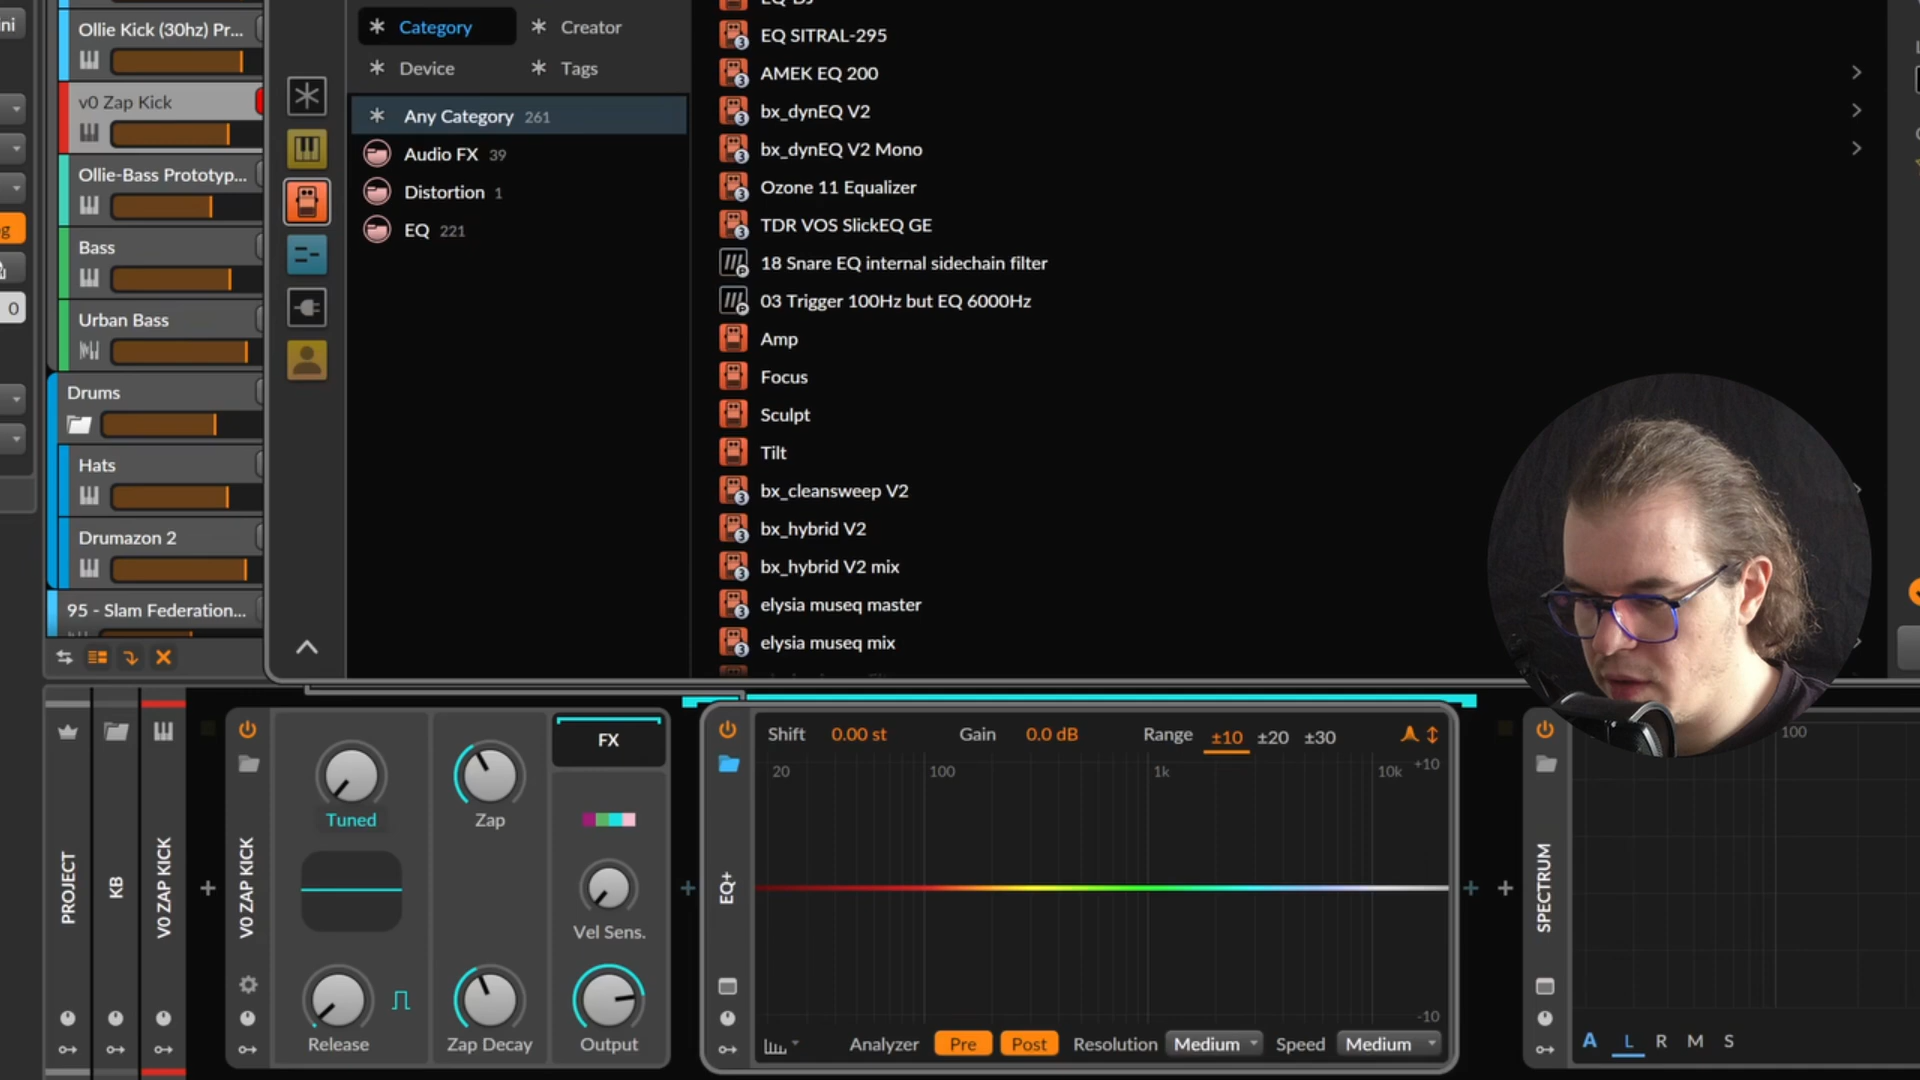 ni
Ollie Kick (30hz) Pr...
v0 Zap Kick
Ollie-Bass Prototyp...
g
Bass
0
Urban Bass
Drums
Hats
Drumazon 2
95 - Slam Federation...
Category
Creator
Device
Tags
Any Category 261
Audio FX 39
Distortion 1
EQ 221
EQ SITRAL-295
AMEK EQ 200
bx_dynEQ V2
bx_dynEQ V2 Mono
Ozone 11 Equalizer
TDR VOS SlickEQ GE
18 Snare EQ internal sidechain filter
03 Trigger 100Hz but EQ 6000Hz
Amp
Focus
Sculpt
Tilt
bx_cleansweep V2
bx_hybrid V2
bx_hybrid V2 mix
elysia museq master
elysia museq mix
PROJECT
KB
V0 ZAP KICK
V0 ZAP KICK
Tuned
Zap
FX
Vel Sens.
Release
Zap Decay
Output
EQ+
Shift 0.00 st Gain 0.0 dB Range ±10 ±20 ±30
20 100 1k 10k +10
-10
Analyzer Pre Post Resolution Medium Speed Medium
SPECTRUM
100
A L R M S